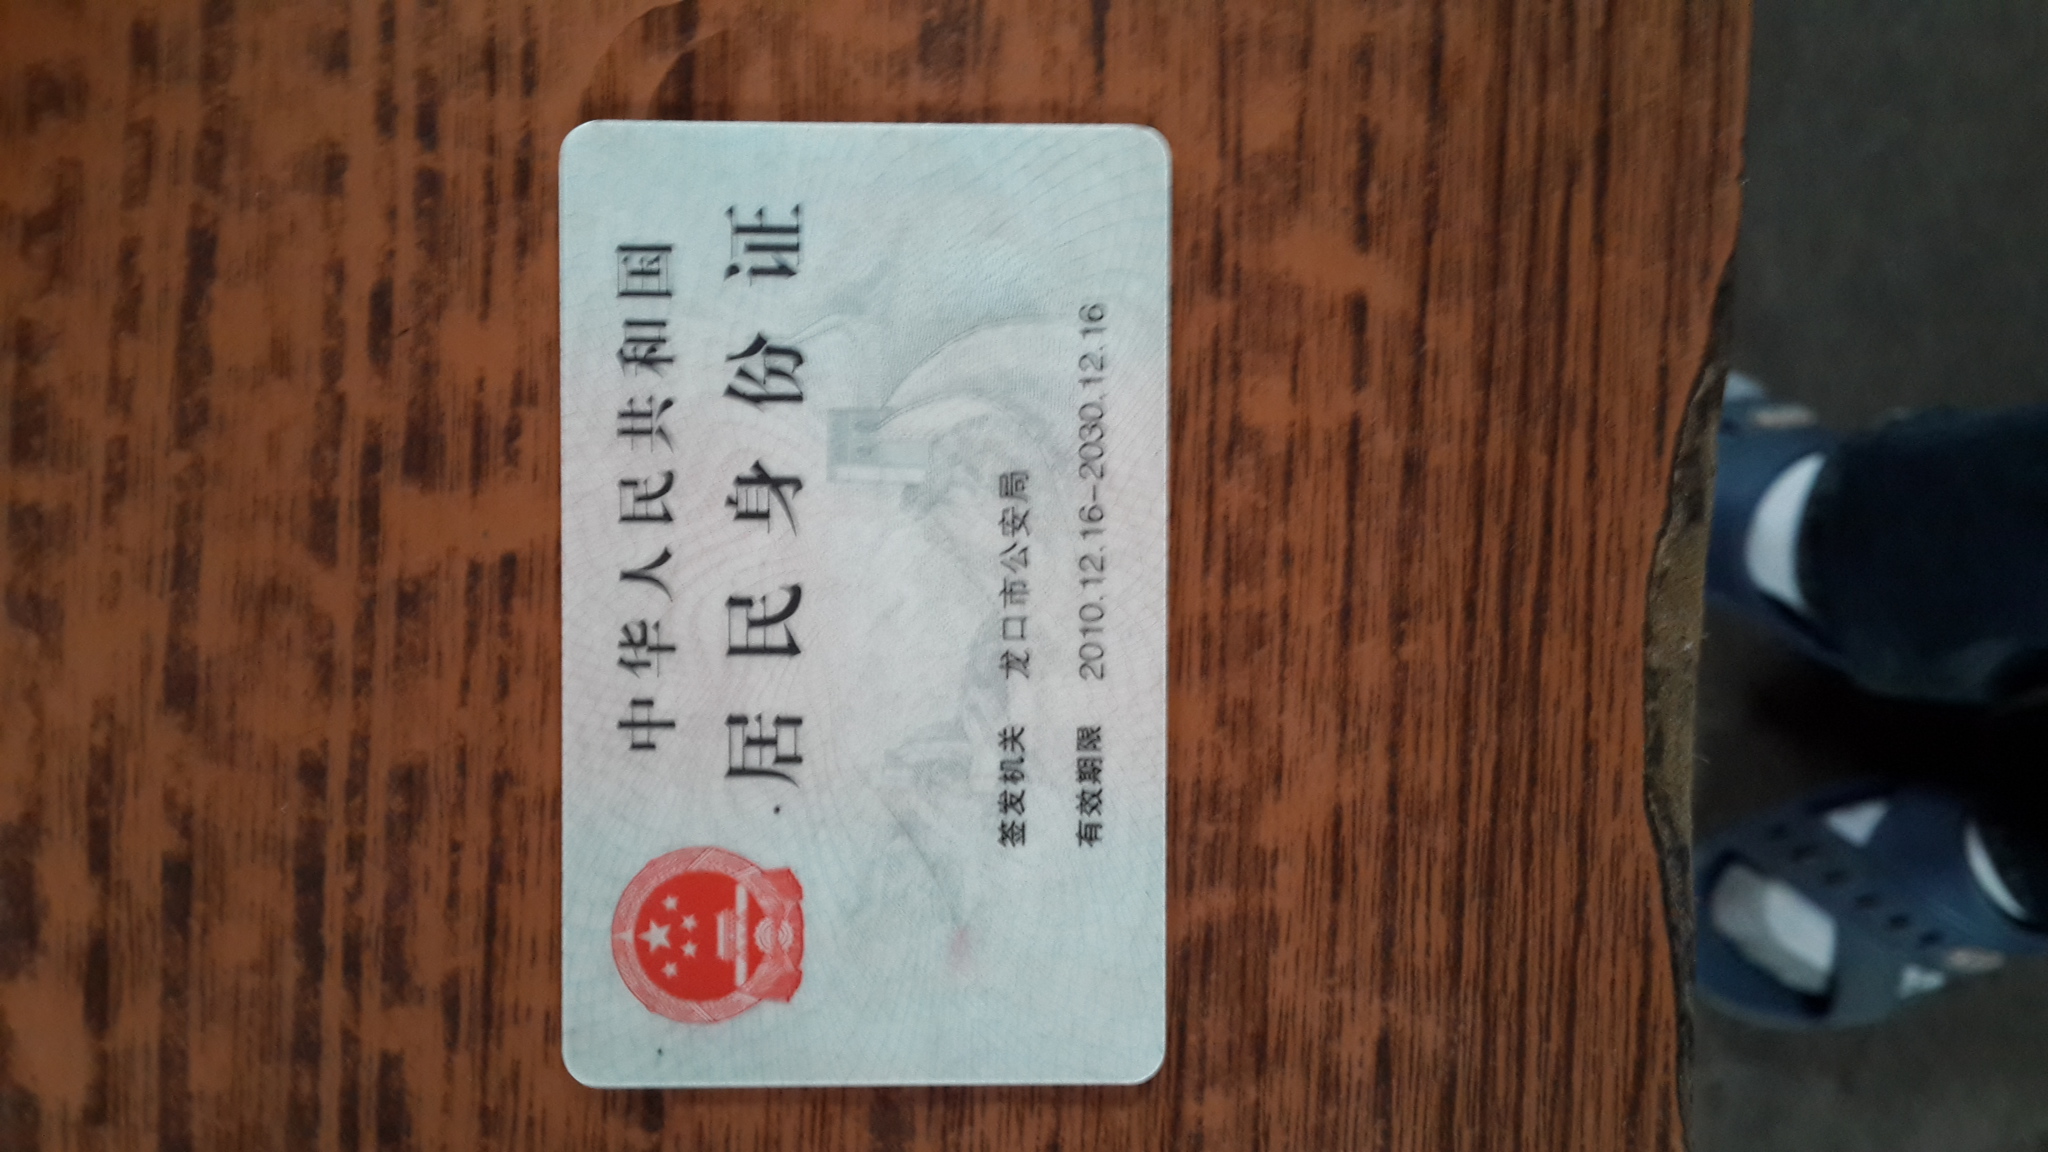 中华人民共和国
居民身份证
签发机关 龙口市公安局
有效期限 2010.12.16-2030.12.16